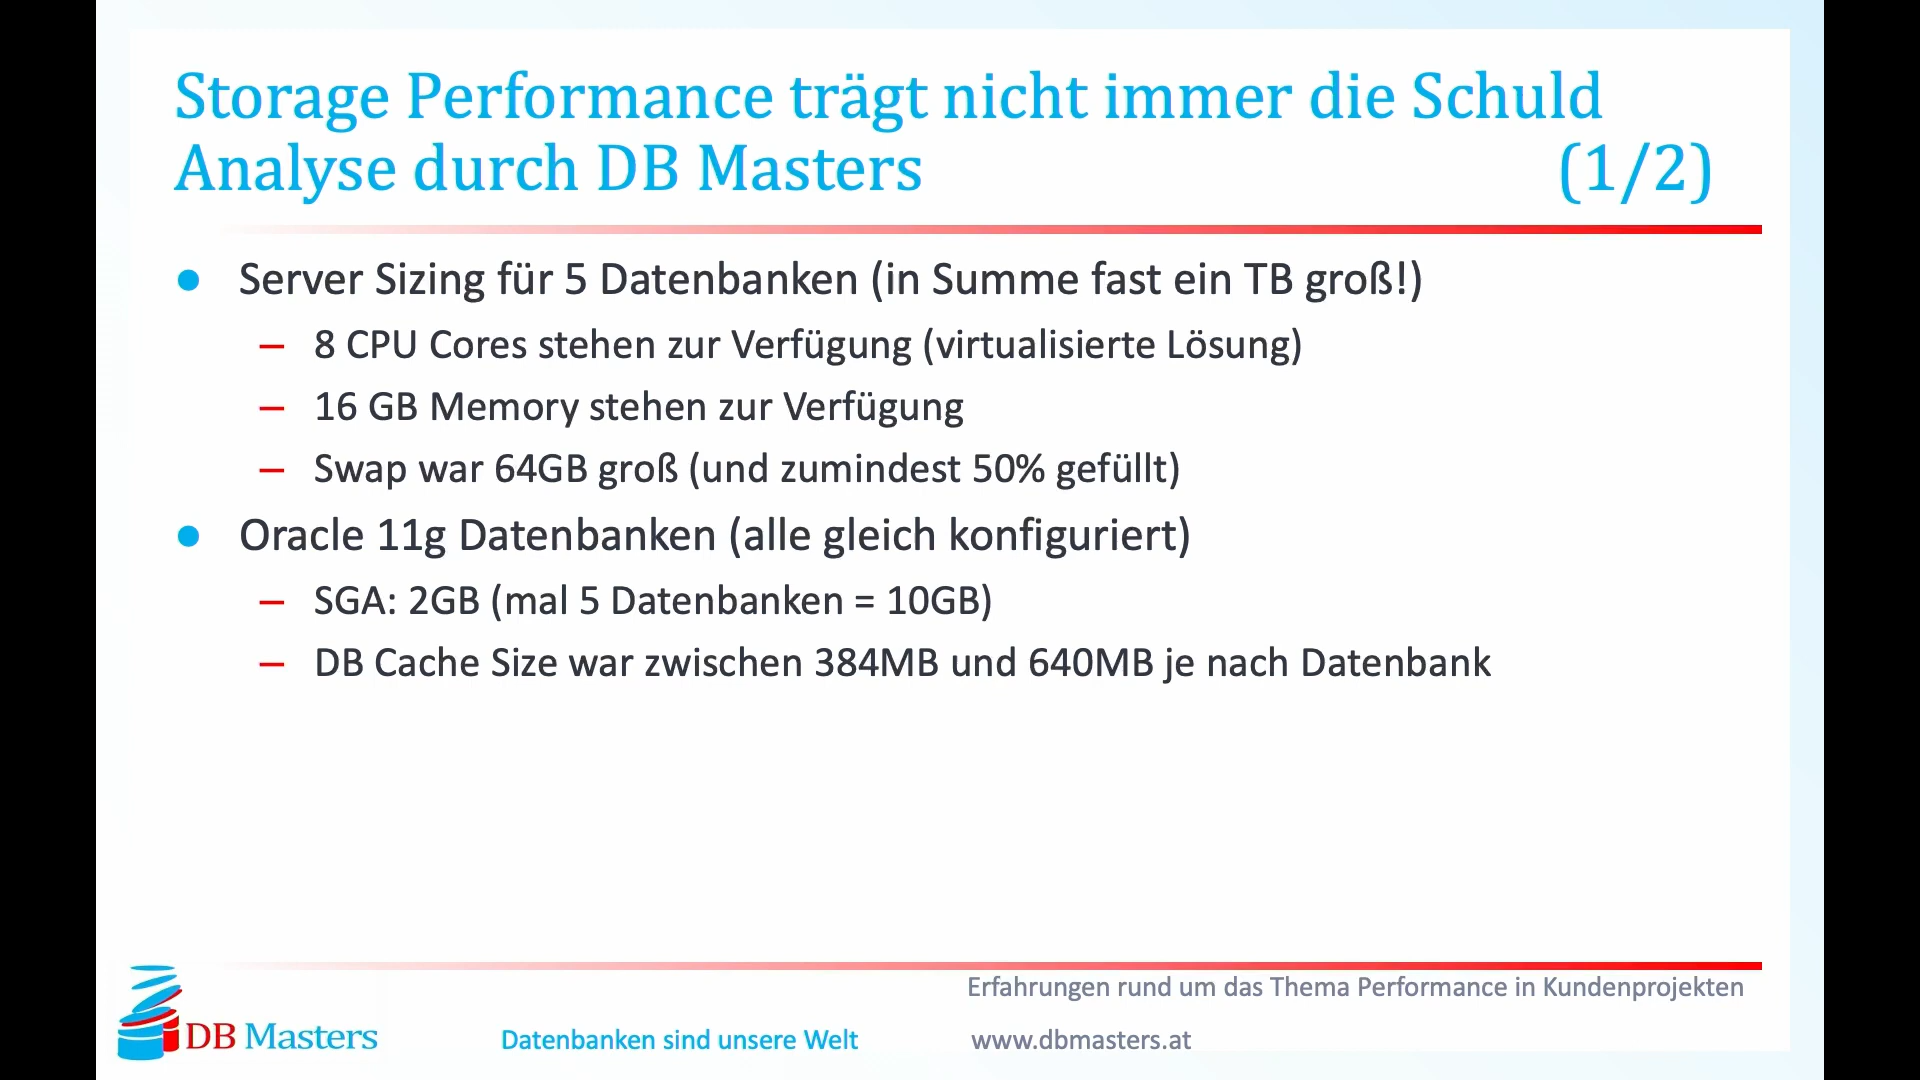 Storage Performance trägt nicht immer die Schuld
Analyse durch DB Masters (1/2)
● Server Sizing für 5 Datenbanken (in Summe fast ein TB groß!)
– 8 CPU Cores stehen zur Verfügung (virtualisierte Lösung)
– 16 GB Memory stehen zur Verfügung
– Swap war 64GB groß (und zumindest 50% gefüllt)
● Oracle 11g Datenbanken (alle gleich konfiguriert)
– SGA: 2GB (mal 5 Datenbanken = 10GB)
– DB Cache Size war zwischen 384MB und 640MB je nach Datenbank
Erfahrungen rund um das Thema Performance in Kundenprojekten
DB Masters
Datenbanken sind unsere Welt
www.dbmasters.at